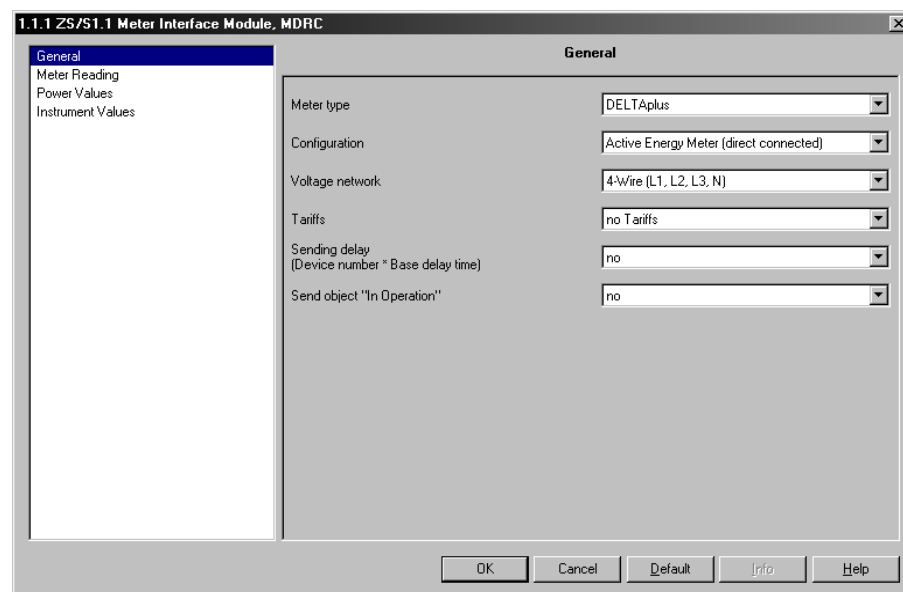 1.1.1 ZS/S1.1 Meter Interface Module, MDRC
General
Meter Reading
Power Values
Instrument Values
General
Meter type
DELTAplus
Configuration
Active Energy Meter (direct connected)
Voltage network
4-Wire (L1, L2, L3, N)
Tariffs
no Tariffs
Sending delay
(Device number * Base delay time)
no
Send object "In Operation"
no
OK
Cancel
Default
Info
Help